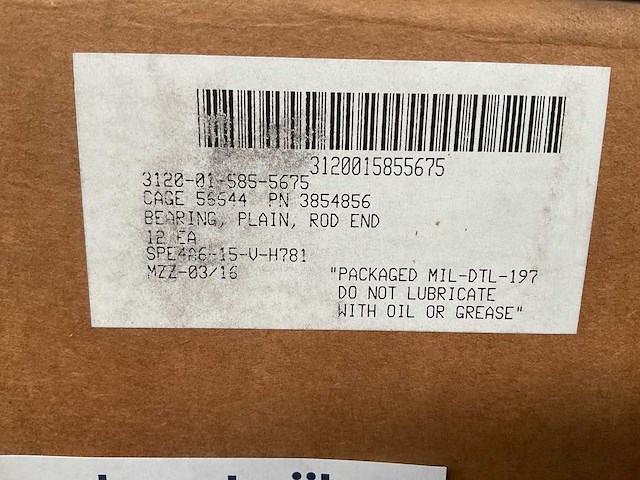 3120015855675
3120-01-585-5675
CAGE 56644 PN 3854856
BEARING, PLAIN, ROD END
12 EA
SPE4A6-15-V-H781
MZZ-03/16
"PACKAGED MIL-DTL-197
DO NOT LUBRICATE
WITH OIL OR GREASE"